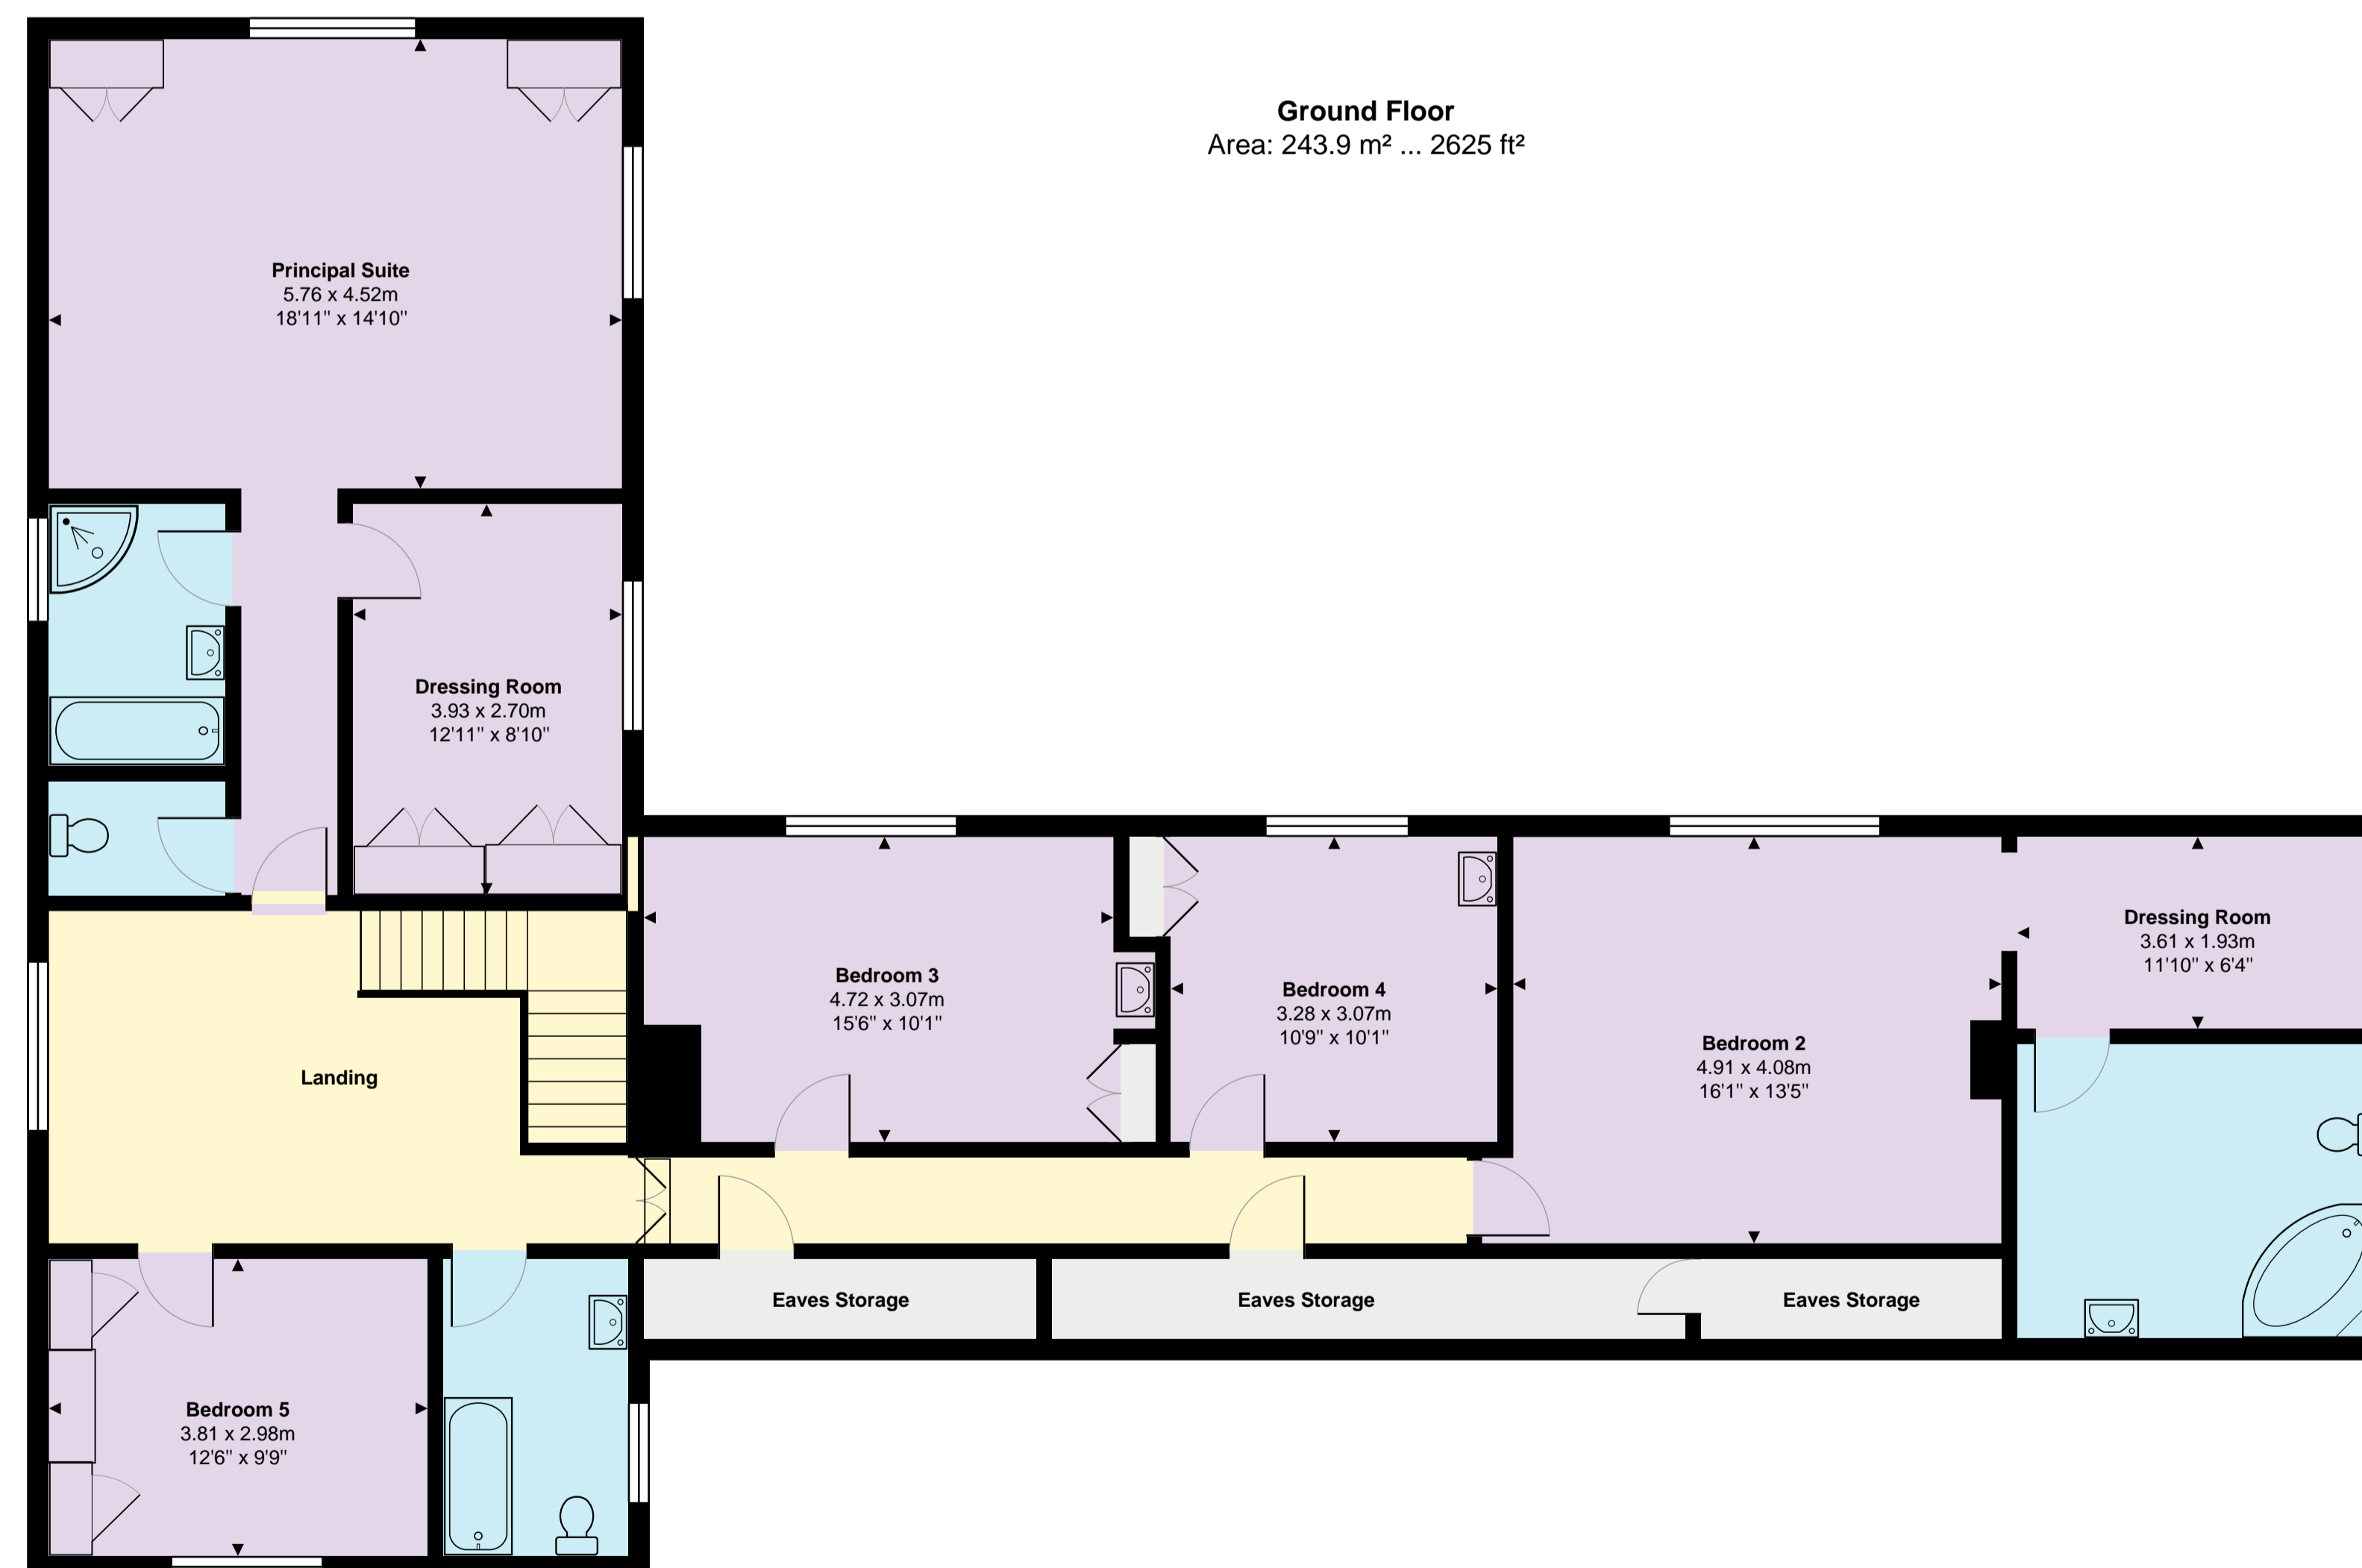 Ground Floor
Area: 243.9 m² ... 2625 ft²
Principal Suite
5.76 x 4.52m
18'11" x 14'10"
Dressing Room
3.93 x 2.70m
12'11" x 8'10"
Bedroom 3
4.72 x 3.07m
15'6" x 10'1"
Bedroom 4
3.28 x 3.07m
10'9" x 10'1"
Bedroom 2
4.91 x 4.08m
16'1" x 13'5"
Dressing Room
3.61 x 1.93m
11'10" x 6'4"
Landing
Eaves Storage
Eaves Storage
Eaves Storage
Bedroom 5
3.81 x 2.98m
12'6" x 9'9"